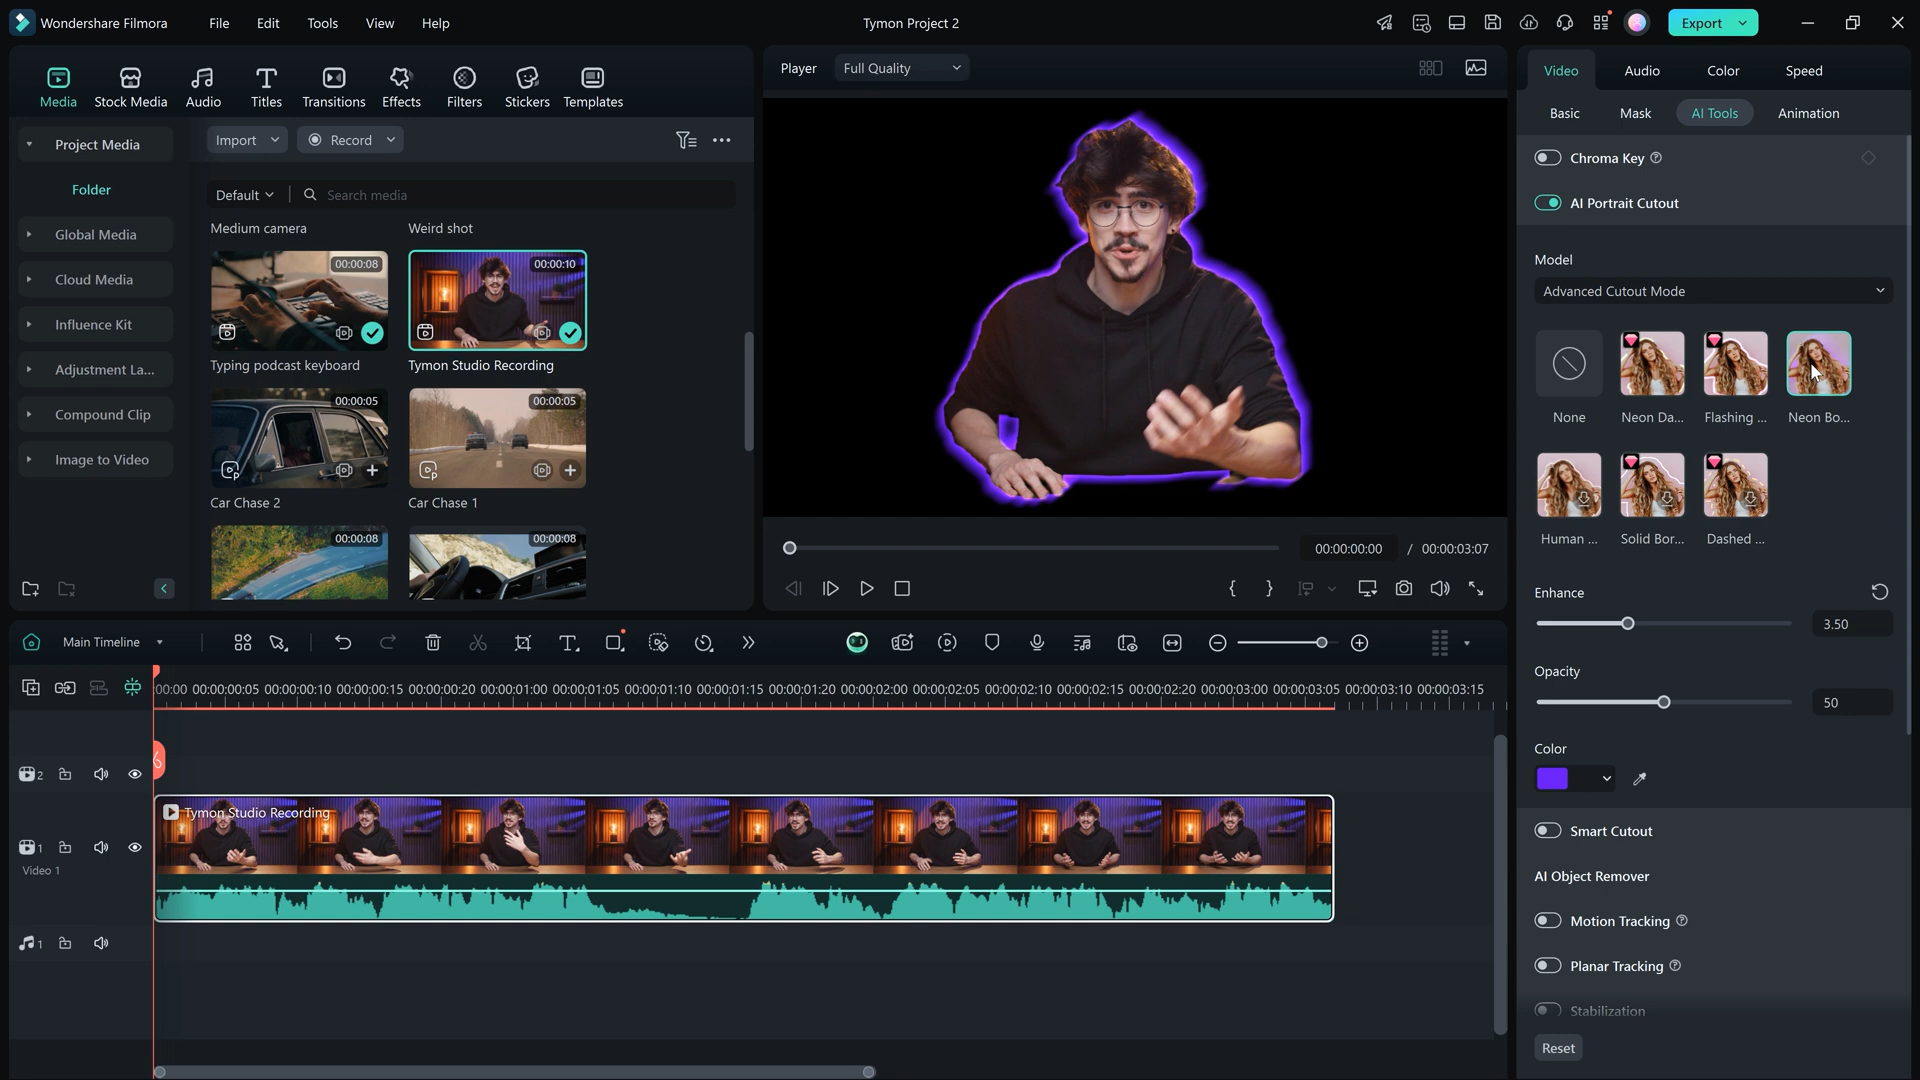 Wondershare Filmora
File
Edit
Tools
View
Help
Tymon Project 2
Export
Media
Stock Media
Audio
Titles
Transitions
Effects
Filters
Stickers
Templates
Project Media
Folder
Global Media
Cloud Media
Influence Kit
Adjustment La...
Compound Clip
Image to Video
Import
Record
Default
Search media
Medium camera
Weird shot
00:00:08
00:00:10
Typing podcast keyboard
Tymon Studio Recording
00:00:05
00:00:05
Car Chase 2
Car Chase 1
00:00:08
00:00:08
Player
Full Quality
00:00:00:00 / 00:00:03:07
Video
Audio
Color
Speed
Basic
Mask
AI Tools
Animation
Chroma Key
AI Portrait Cutout
Model
Advanced Cutout Mode
None
Neon Da...
Flashing ...
Neon Bo...
Human ...
Solid Bor...
Dashed ...
Enhance
3.50
Opacity
50
Color
Smart Cutout
AI Object Remover
Motion Tracking
Planar Tracking
Stabilization
Reset
Main Timeline
:00:00 00:00:00:05 00:00:00:10 00:00:00:15 00:00:00:20 00:00:01:00 00:00:01:05 00:00:01:10 00:00:01:15 00:00:01:20 00:00:02:00 00:00:02:05 00:00:02:10 00:00:02:15 00:00:02:20 00:00:03:00 00:00:03:05 00:00:03:10 00:00:03:15
2
Tymon Studio Recording
1
Video 1
1